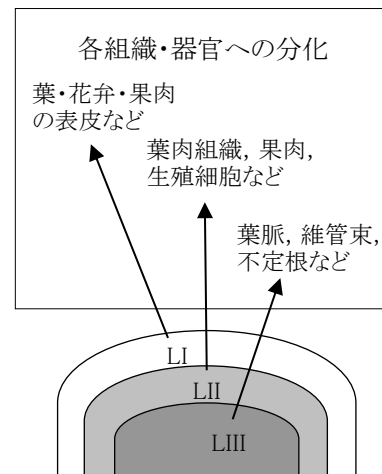 各組織・器官への分化
葉・花弁・果肉
の表皮など
葉肉組織, 果肉,
生殖細胞など
葉脈, 維管束,
不定根など
LI
LII
LIII